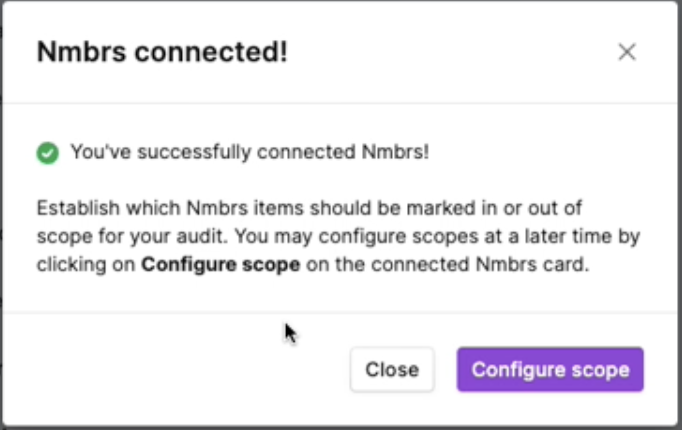 Nmbrs connected!
You've successfully connected Nmbrs!
Establish which Nmbrs items should be marked in or out of
scope for your audit. You may configure scopes at a later time by
clicking on Configure scope on the connected Nmbrs card.
Close
Configure scope